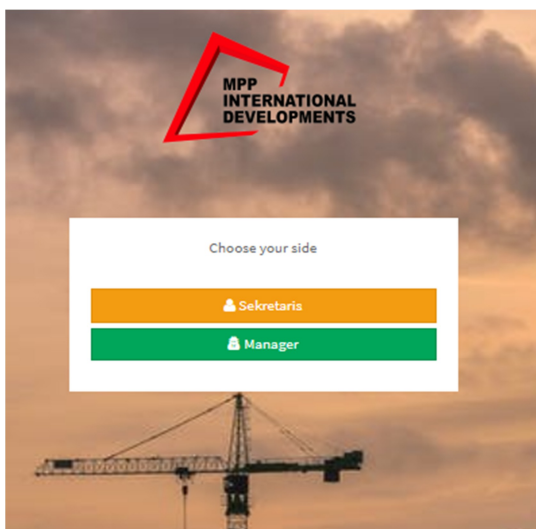 MPP
INTERNATIONAL
DEVELOPMENTS
Choose your side
Sekretaris
Manager